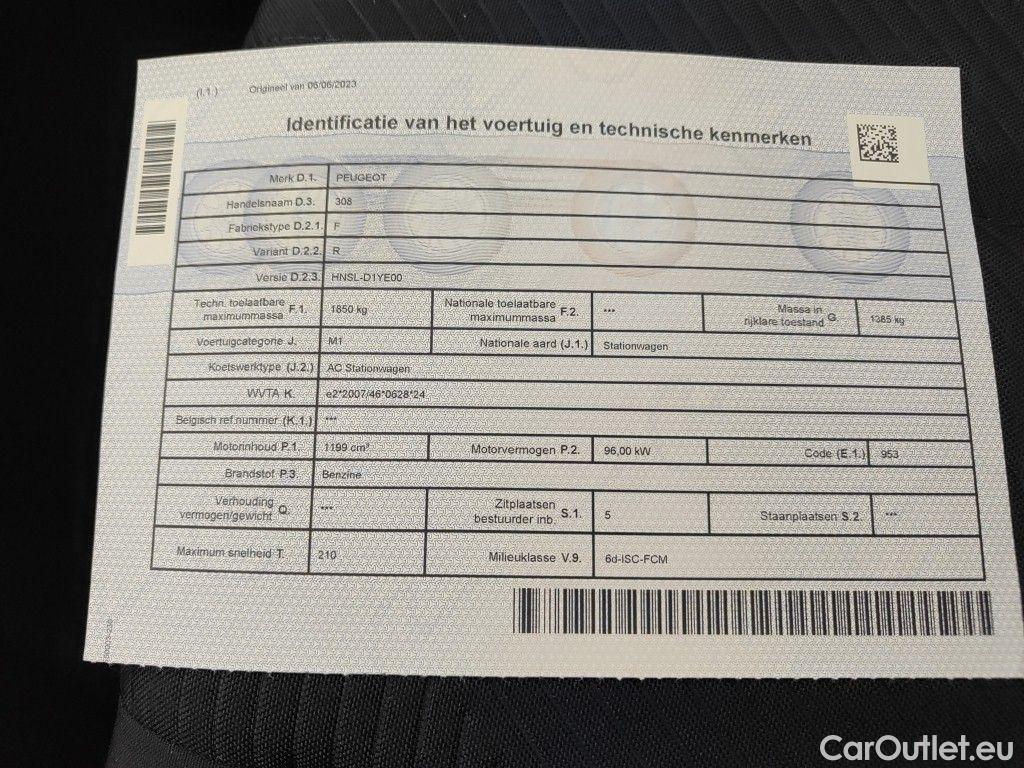 (I.1.) Origineel van 06/06/2023
Identificatie van het voertuig en technische kenmerken
Merk D.1. PEUGEOT
Handelsnaam D.3. 308
Fabriekstype D.2.1. F
Variant D.2.2. R
Versie D.2.3. HNSL-D1YE00
Techn. toelaatbare maximummassa F.1. 1850 kg Nationale toelaatbare maximummassa F.2. *** Massa in rijklare toestand G. 1385 kg
Voertuigcategorie J. M1 Nationale aard (J.1.) Stationwagen
Koetswerktype (J.2.) AC Stationwagen
WVTA K. e2*2007/46*0628*24
Belgisch ref.nummer (K.1.) ***
Motorinhoud P.1. 1199 cm³ Motorvermogen P.2. 96,00 kW Code (E.1.) 953
Brandstof P.3. Benzine
Verhouding vermogen/gewicht Q. *** Zitplaatsen bestuurder inb. S.1. 5 Staanplaatsen S.2. ***
Maximum snelheid T. 210 Milieuklasse V.9. 6d-ISC-FCM
CarOutlet.eu